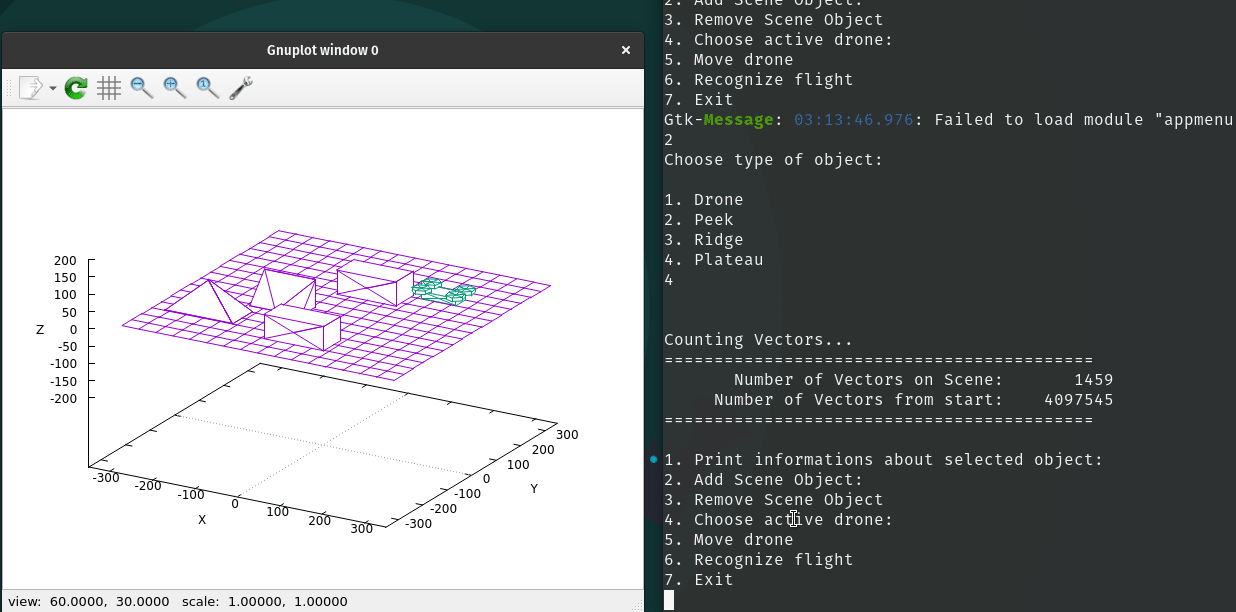 Gnuplot window 0
200
150
100
50
Z 0
-50
-100
-150
-200
-300
-200
-100
0
100
200
300
X
-300
-200
-100
0
100
200
300
Y
view: 60.0000, 30.0000 scale: 1.00000, 1.00000
2. Add Scene Object:
3. Remove Scene Object
4. Choose active drone:
5. Move drone
6. Recognize flight
7. Exit
Gtk-Message: 03:13:46.976: Failed to load module "appmenu
2
Choose type of object:
1. Drone
2. Peek
3. Ridge
4. Plateau
4
Counting Vectors...
===========================================
Number of Vectors on Scene: 1459
Number of Vectors from start: 4097545
===========================================
1. Print informations about selected object:
2. Add Scene Object:
3. Remove Scene Object
4. Choose active drone:
5. Move drone
6. Recognize flight
7. Exit